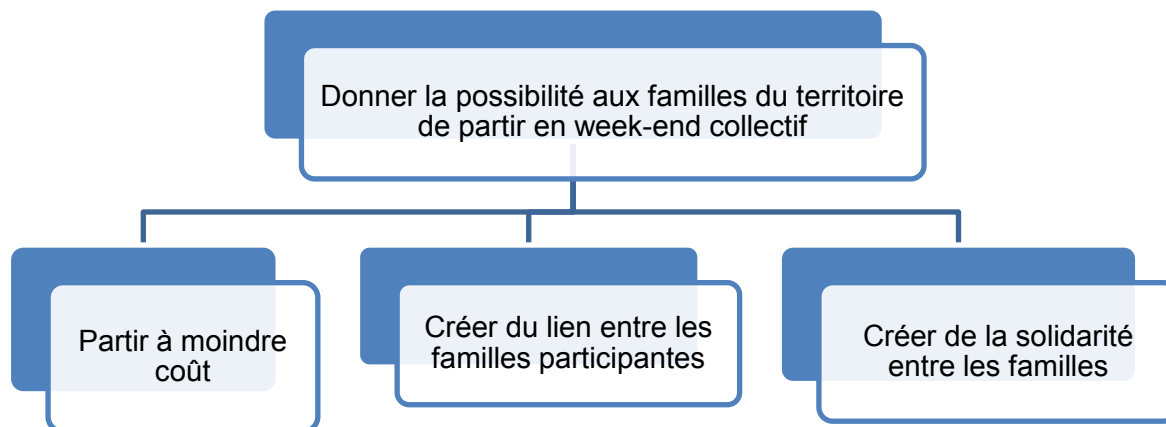 Donner la possibilité aux familles du territoire
de partir en week-end collectif
Partir à moindre
coût
Créer du lien entre les
familles participantes
Créer de la solidarité
entre les familles